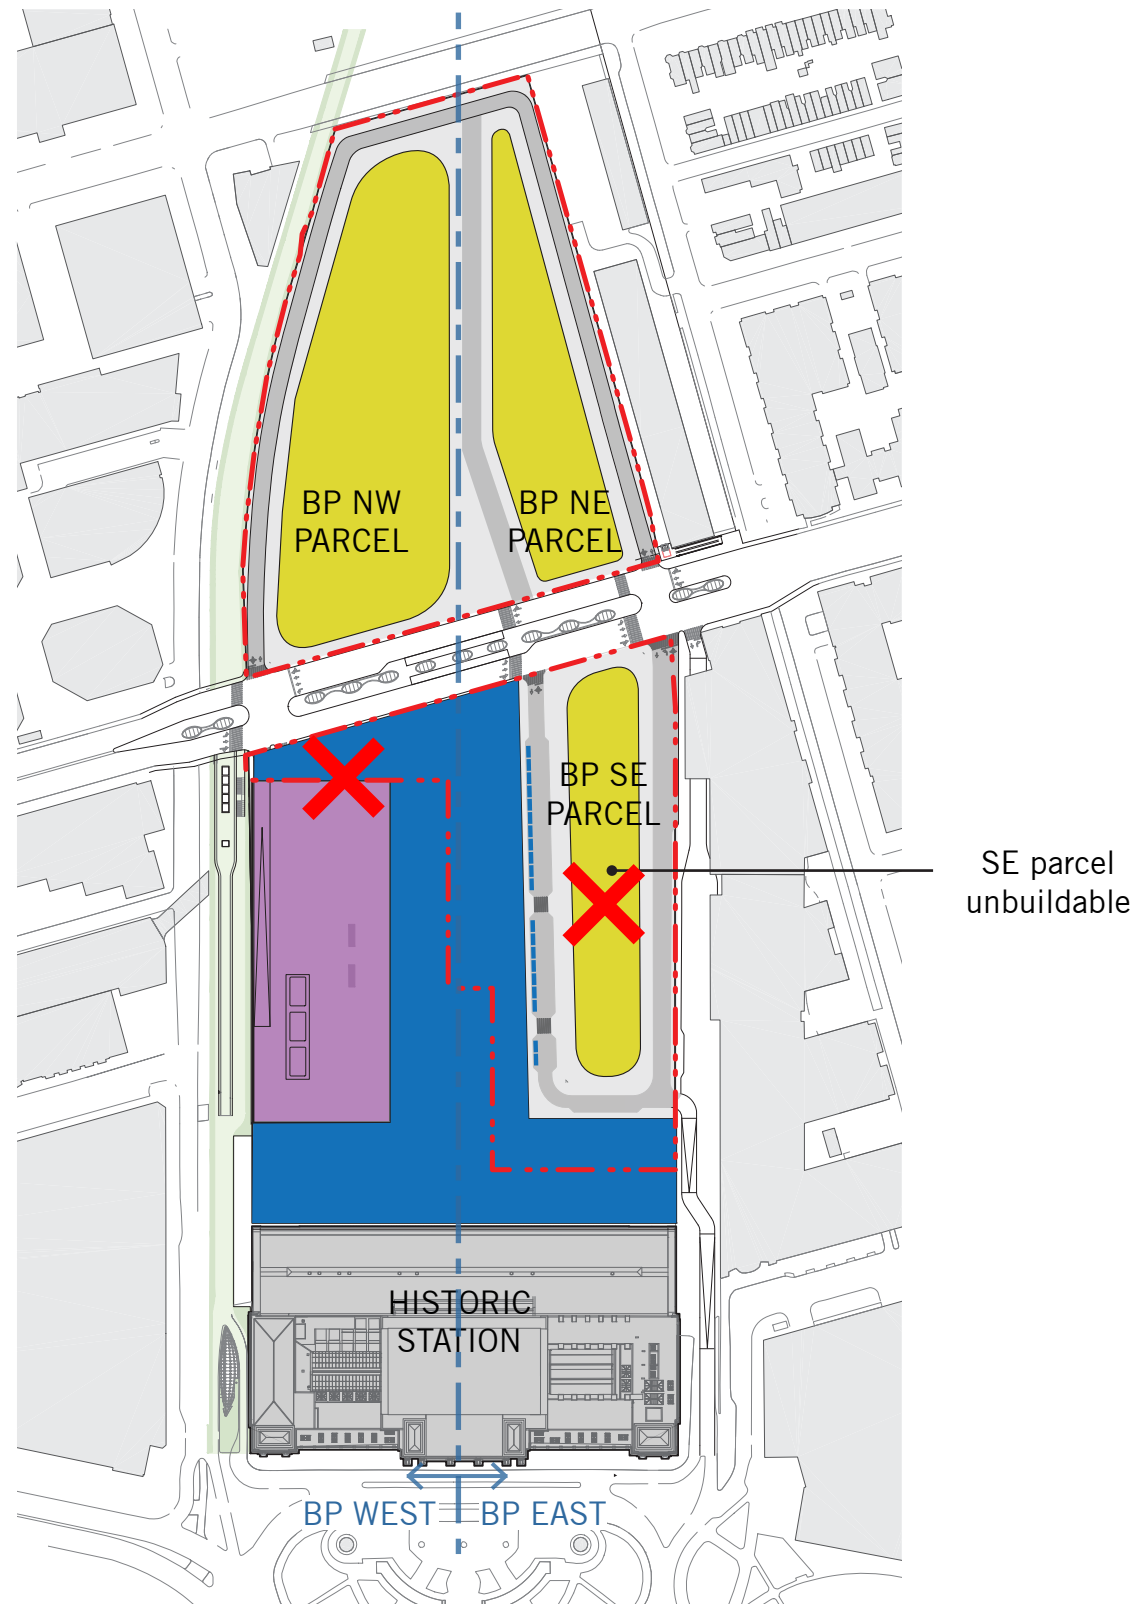 BP NW
PARCEL
BP NE
PARCEL
BP SE
PARCEL
SE parcel
unbuildable
HISTORIC
STATION
BP WEST
BP EAST